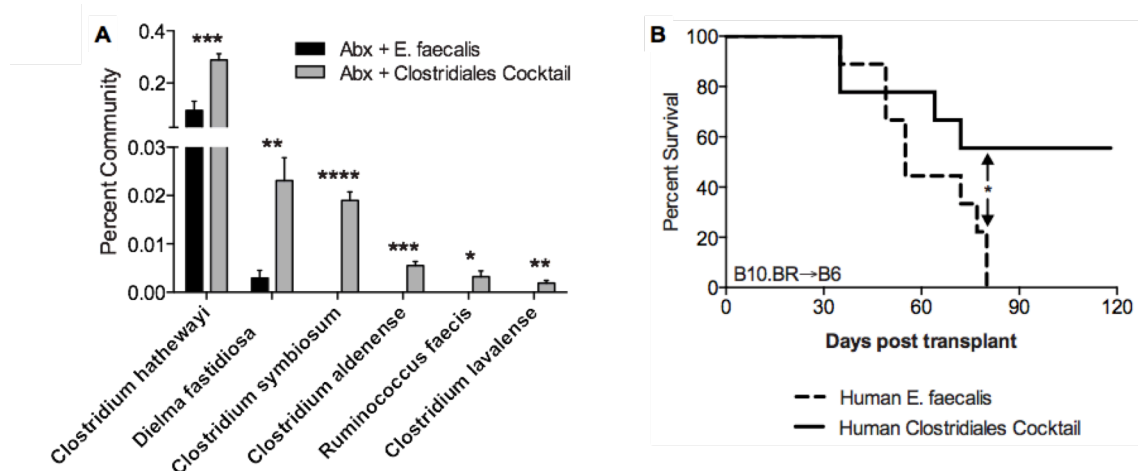 A
Percent Community
0.4
0.2
0.03
0.02
0.01
0.00
***
**
****
***
*
**
Abx + E. faecalis
Abx + Clostridiales Cocktail
Clostridium hathewayi
Dielma fastidiosa
Clostridium symbiosum
Clostridium aldenense
Ruminococcus faecis
Clostridium lavalense
B
Percent Survival
100
80
60
40
20
0
*
B10.BR→B6
0 30 60 90 120
Days post transplant
Human E. faecalis
Human Clostridiales Cocktail